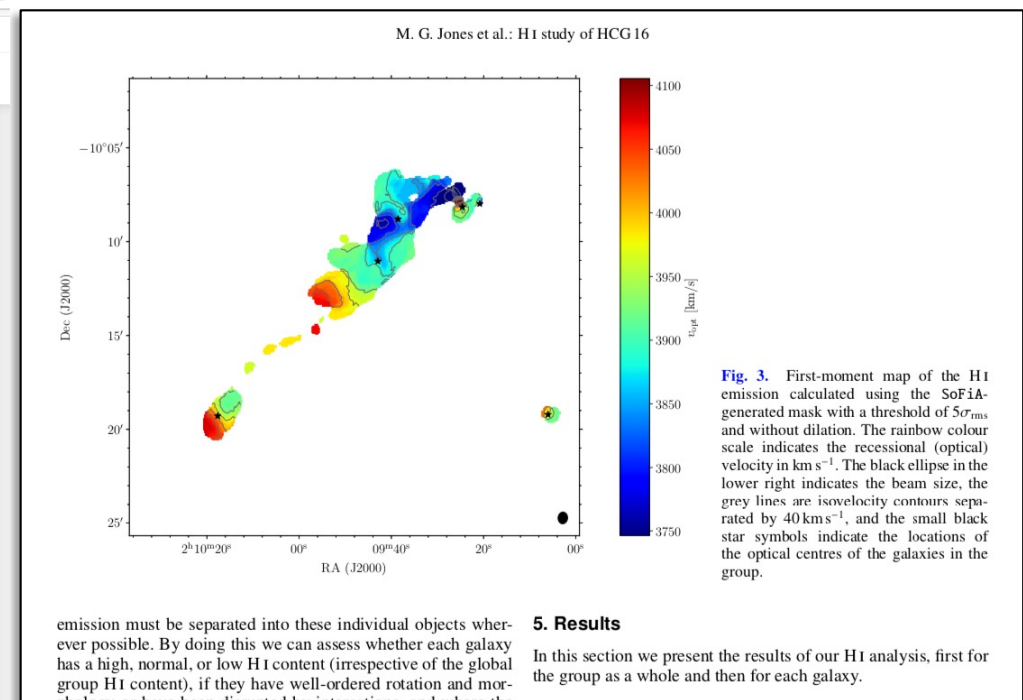 M. G. Jones et al.: H I study of HCG 16
−10°05′
10′
15′
20′
25′
Dec (J2000)
2ʰ10ᵐ20ˢ 00ˢ 09ᵐ40ˢ 20ˢ 00ˢ
RA (J2000)
4100
4050
4000
3950
3900
3850
3800
3750
v_opt [km/s]
Fig. 3. First-moment map of the H I
emission calculated using the SoFiA-
generated mask with a threshold of 5σrms
and without dilation. The rainbow colour
scale indicates the recessional (optical)
velocity in km s⁻¹. The black ellipse in the
lower right indicates the beam size, the
grey lines are isovelocity contours sepa-
rated by 40 km s⁻¹, and the small black
star symbols indicate the locations of
the optical centres of the galaxies in the
group.
emission must be separated into these individual objects wher-
ever possible. By doing this we can assess whether each galaxy
has a high, normal, or low H I content (irrespective of the global
group H I content), if they have well-ordered rotation and mor-
5. Results
In this section we present the results of our H I analysis, first for
the group as a whole and then for each galaxy.